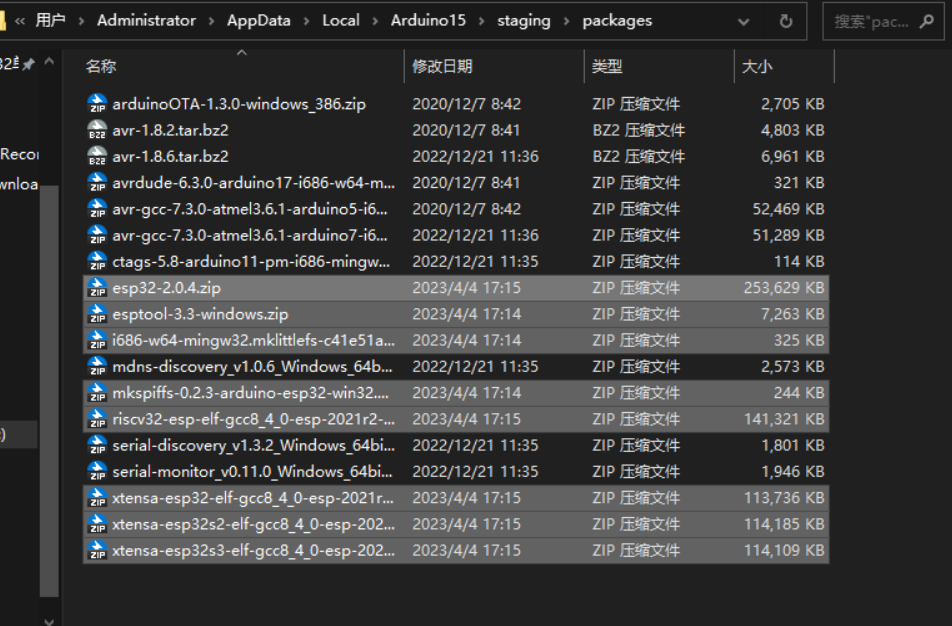 « 用户 › Administrator › AppData › Local › Arduino15 › staging › packages 搜索"pac...
名称 修改日期 类型 大小
arduinoOTA-1.3.0-windows_386.zip 2020/12/7 8:42 ZIP 压缩文件 2,705 KB
avr-1.8.2.tar.bz2 2020/12/7 8:41 BZ2 压缩文件 4,803 KB
avr-1.8.6.tar.bz2 2022/12/21 11:36 BZ2 压缩文件 6,961 KB
avrdude-6.3.0-arduino17-i686-w64-m... 2020/12/7 8:41 ZIP 压缩文件 321 KB
avr-gcc-7.3.0-atmel3.6.1-arduino5-i6... 2020/12/7 8:42 ZIP 压缩文件 52,469 KB
avr-gcc-7.3.0-atmel3.6.1-arduino7-i6... 2022/12/21 11:36 ZIP 压缩文件 51,289 KB
ctags-5.8-arduino11-pm-i686-mingw... 2022/12/21 11:35 ZIP 压缩文件 114 KB
esp32-2.0.4.zip 2023/4/4 17:15 ZIP 压缩文件 253,629 KB
esptool-3.3-windows.zip 2023/4/4 17:14 ZIP 压缩文件 7,263 KB
i686-w64-mingw32.mklittlefs-c41e51a... 2023/4/4 17:14 ZIP 压缩文件 325 KB
mdns-discovery_v1.0.6_Windows_64b... 2022/12/21 11:35 ZIP 压缩文件 2,573 KB
mkspiffs-0.2.3-arduino-esp32-win32.... 2023/4/4 17:14 ZIP 压缩文件 244 KB
riscv32-esp-elf-gcc8_4_0-esp-2021r2-... 2023/4/4 17:15 ZIP 压缩文件 141,321 KB
serial-discovery_v1.3.2_Windows_64bi... 2022/12/21 11:35 ZIP 压缩文件 1,801 KB
serial-monitor_v0.11.0_Windows_64bi... 2022/12/21 11:35 ZIP 压缩文件 1,946 KB
xtensa-esp32-elf-gcc8_4_0-esp-2021r... 2023/4/4 17:15 ZIP 压缩文件 113,736 KB
xtensa-esp32s2-elf-gcc8_4_0-esp-202... 2023/4/4 17:15 ZIP 压缩文件 114,185 KB
xtensa-esp32s3-elf-gcc8_4_0-esp-202... 2023/4/4 17:15 ZIP 压缩文件 114,109 KB